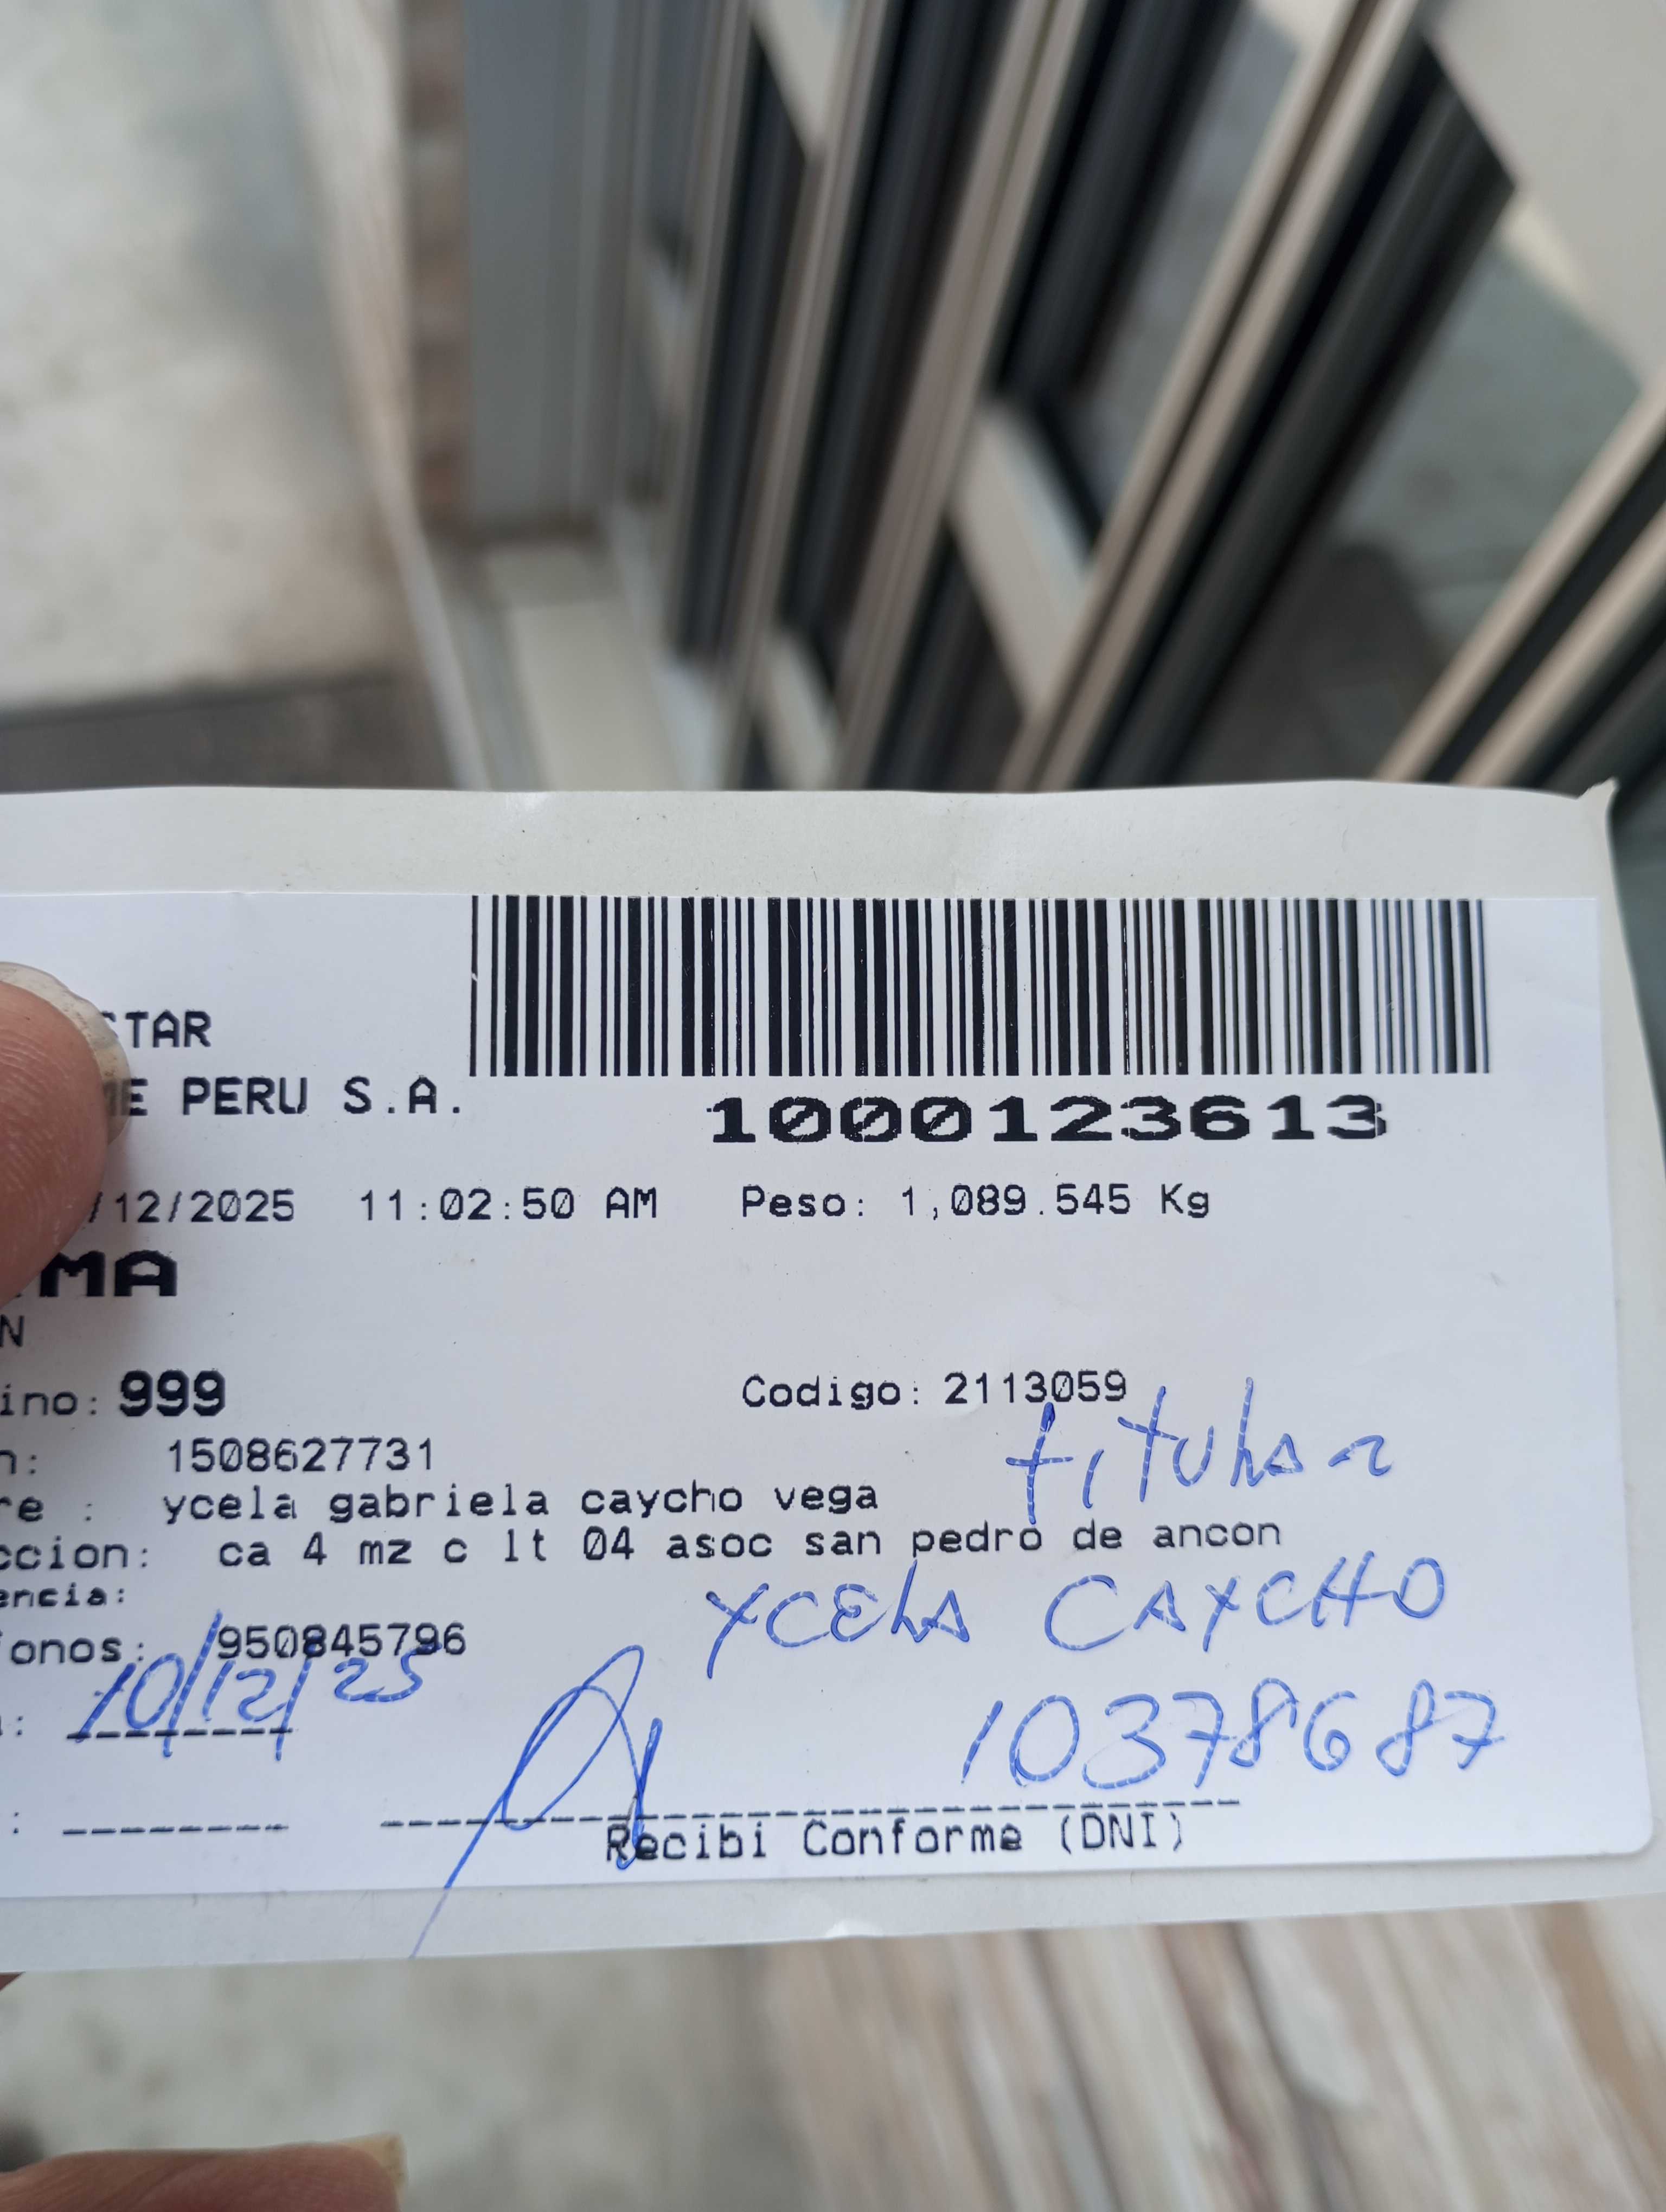 STAR
ME PERU S.A.
1000123613
/12/2025 11:02:50 AM Peso: 1,089.545 Kg
MA
N
ino: 999 Codigo: 2113059
titular
n: 1508627731
re : ycela gabriela caycho vega
ccion: ca 4 mz c lt 04 asoc san pedro de ancon
encia:
YCELA CAYCHO
fonos: 950845796
10/12/25
10378687
Recibi Conforme (DNI)